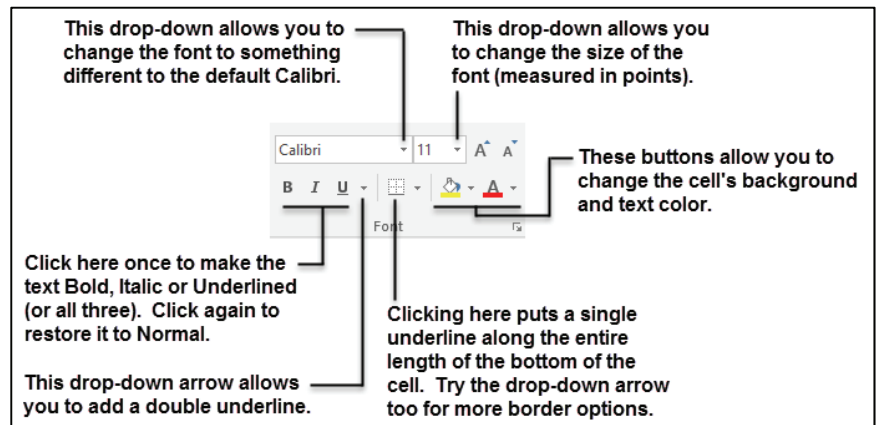 This drop-down allows you to
change the font to something
different to the default Calibri.
This drop-down allows you
to change the size of the
font (measured in points).
Calibri
11
A A
B I U
A
Font
These buttons allow you to
change the cell's background
and text color.
Click here once to make the
text Bold, Italic or Underlined
(or all three).  Click again to
restore it to Normal.
This drop-down arrow allows
you to add a double underline.
Clicking here puts a single
underline along the entire
length of the bottom of the
cell.  Try the drop-down arrow
too for more border options.